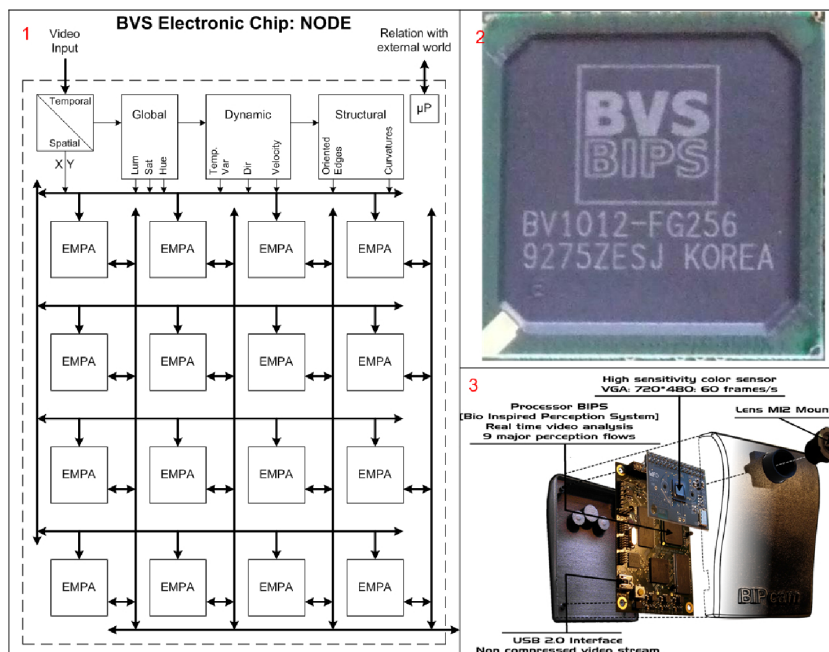 1
BVS Electronic Chip: NODE
Video
Input
Relation with
external world
Temporal
Spatial
X Y
Global
Lum
Sat
Hue
Dynamic
Temp.
Var
Dir
Velocity
Structural
Oriented
Edges
Curvatures
µP
EMPA EMPA EMPA EMPA
EMPA EMPA EMPA EMPA
EMPA EMPA EMPA EMPA
EMPA EMPA EMPA EMPA
2
BVS
BIPS
BV1012-FG256
9275ZESJ KOREA
3
High sensitivity color sensor
VGA: 720*480: 60 frames/s
Processor BIPS
(Bio Inspired Perception System)
Real time video analysis
9 major perception flows
Lens M12 Moun
BIPcam
USB 2.0 Interface
Non compressed video stream